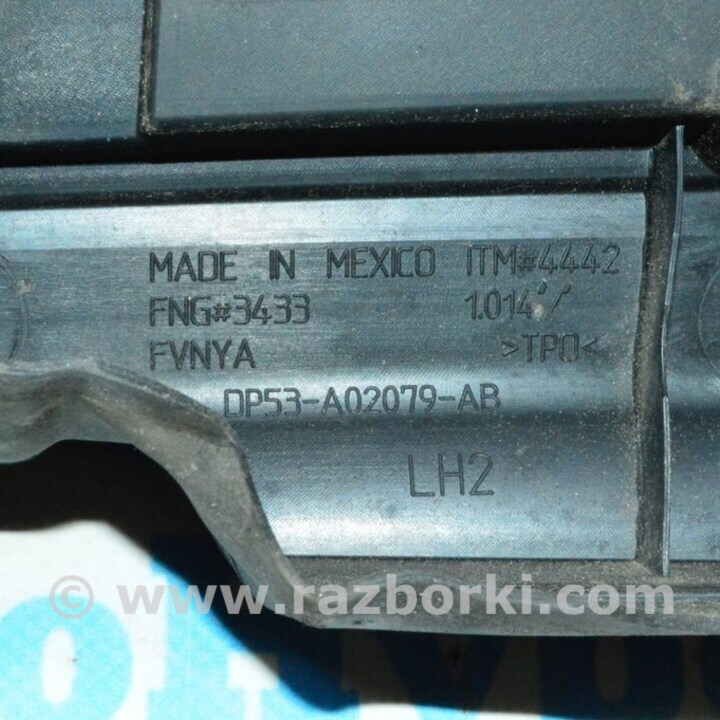 MADE IN MEXICO ITM#4442
FNG#3433 1.014%
FVNYA >TPO<
DP53-A02079-AB
LH2
© www.razborki.com